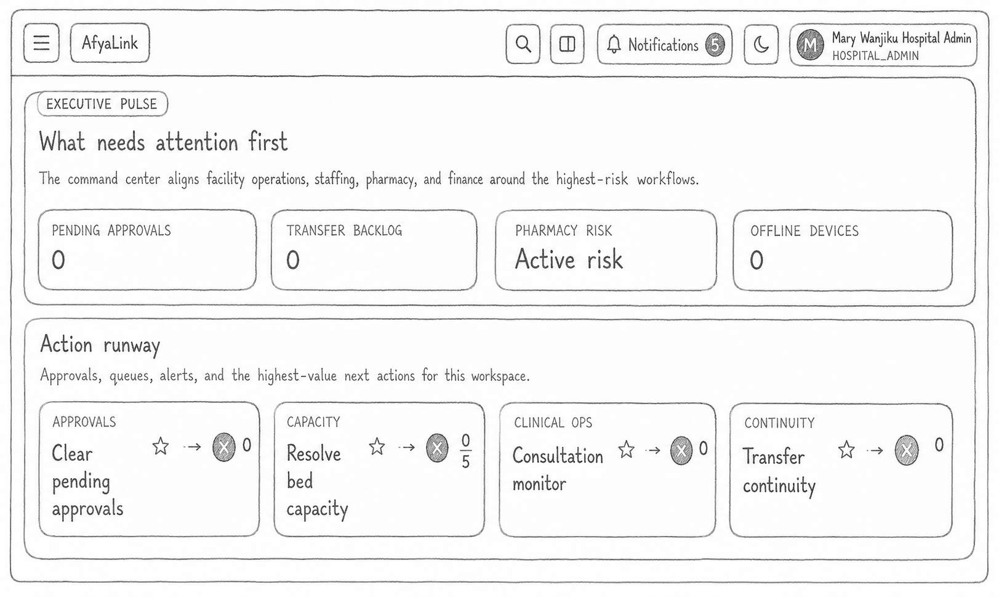 AfyaLink
Notifications 5
M
Mary Wanjiku Hospital Admin
HOSPITAL_ADMIN
EXECUTIVE PULSE
What needs attention first
The command center aligns facility operations, staffing, pharmacy, and finance around the highest-risk workflows.
PENDING APPROVALS
0
TRANSFER BACKLOG
0
PHARMACY RISK
Active risk
OFFLINE DEVICES
0
Action runway
Approvals, queues, alerts, and the highest-value next actions for this workspace.
APPROVALS
Clear
pending
approvals
X 0
CAPACITY
Resolve
bed
capacity
X 0
5
CLINICAL OPS
Consultation
monitor
X 0
CONTINUITY
Transfer
continuity
X 0